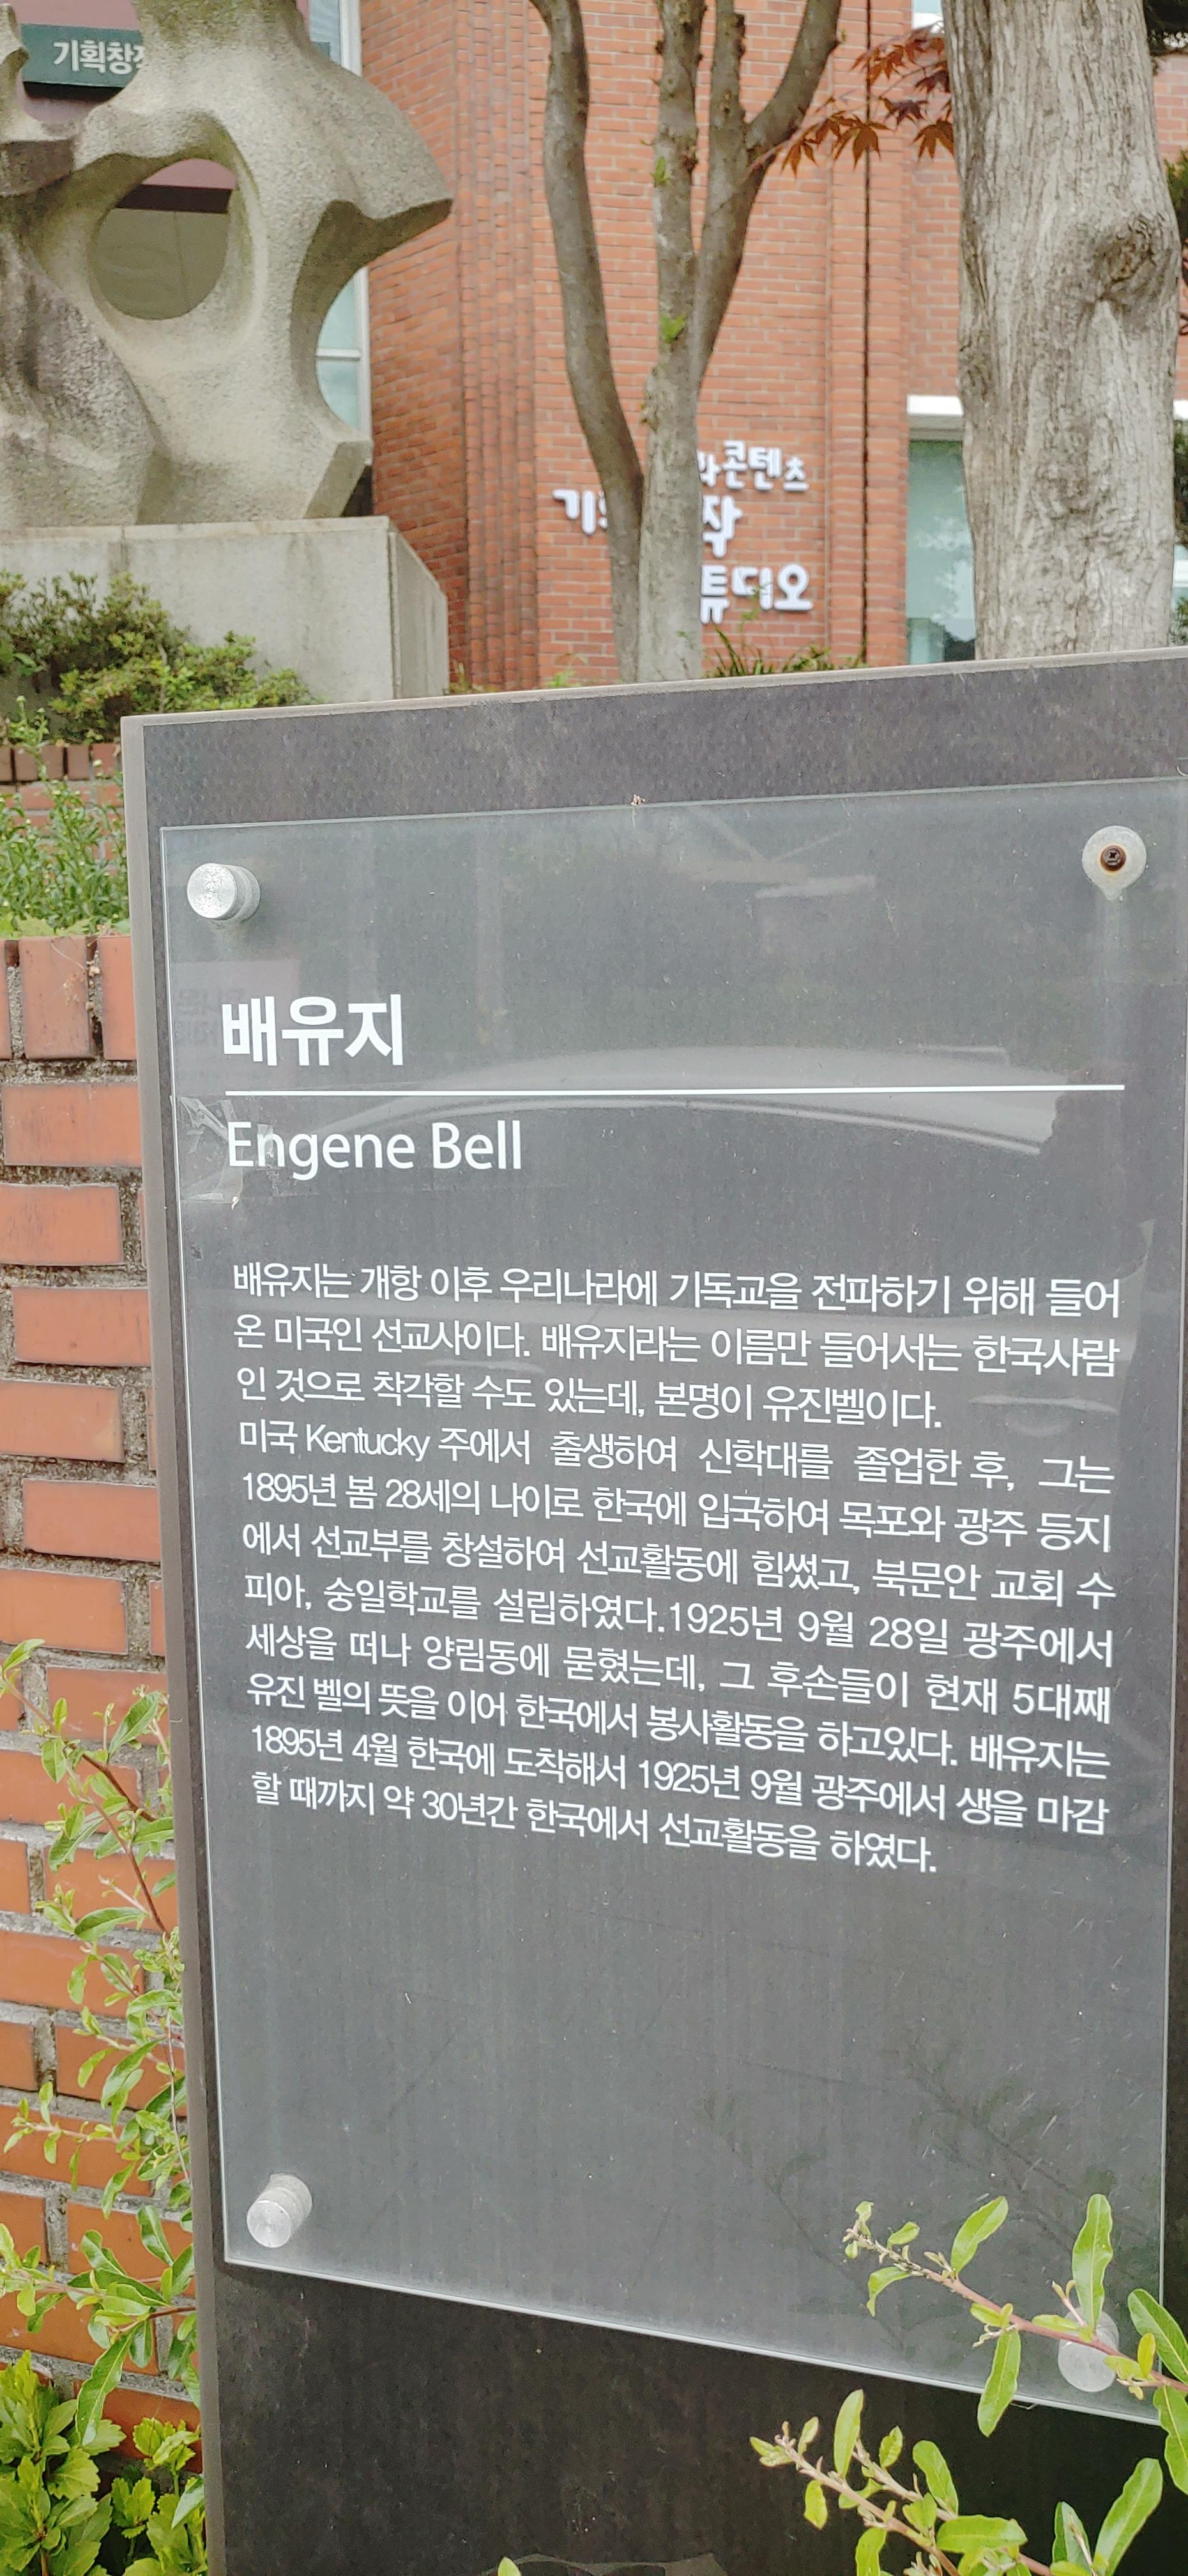 기획창
콘텐츠
작
튜디오
배유지
Engene Bell
배유지는 개항 이후 우리나라에 기독교을 전파하기 위해 들어
온 미국인 선교사이다. 배유지라는 이름만 들어서는 한국사람
인 것으로 착각할 수도 있는데, 본명이 유진벨이다.
미국 Kentucky 주에서 출생하여 신학대를 졸업한 후, 그는
1895년 봄 28세의 나이로 한국에 입국하여 목포와 광주 등지
에서 선교부를 창설하여 선교활동에 힘썼고, 북문안 교회 수
피아, 숭일학교를 설립하였다.1925년 9월 28일 광주에서
세상을 떠나 양림동에 묻혔는데, 그 후손들이 현재 5대째
유진 벨의 뜻을 이어 한국에서 봉사활동을 하고있다. 배유지는
1895년 4월 한국에 도착해서 1925년 9월 광주에서 생을 마감
할 때까지 약 30년간 한국에서 선교활동을 하였다.